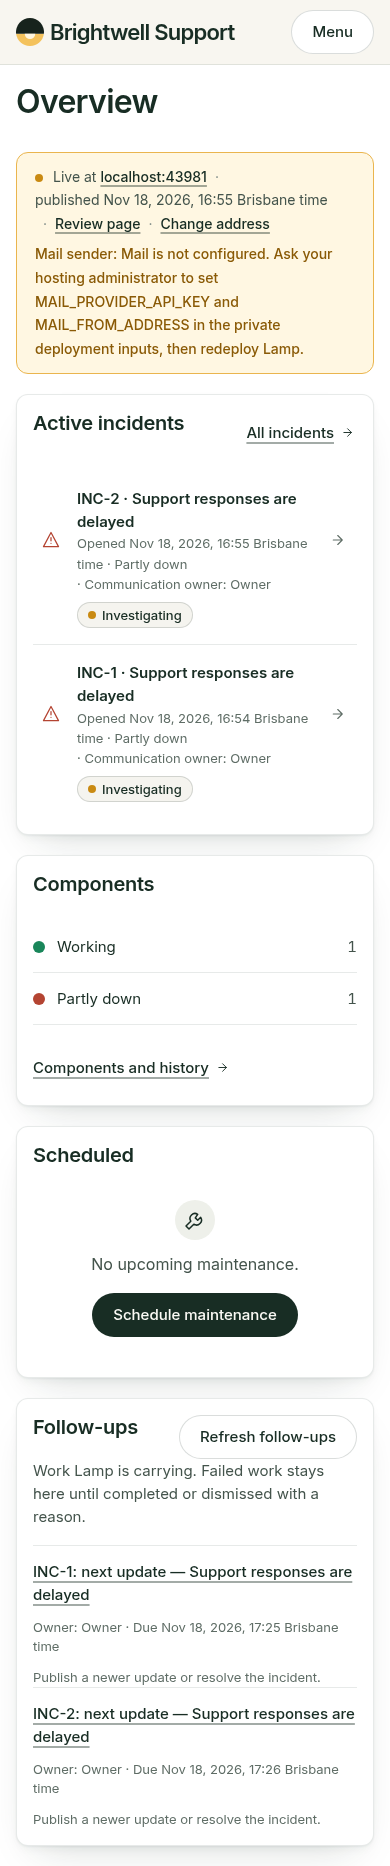 Brightwell Support
Menu
Overview
Live at localhost:43981 ·
published Nov 18, 2026, 16:55 Brisbane time
· Review page · Change address
Mail sender: Mail is not configured. Ask your
hosting administrator to set
MAIL_PROVIDER_API_KEY and
MAIL_FROM_ADDRESS in the private
deployment inputs, then redeploy Lamp.
Active incidents
All incidents →
INC-2 · Support responses are
delayed
Opened Nov 18, 2026, 16:55 Brisbane
time · Partly down
· Communication owner: Owner
Investigating
INC-1 · Support responses are
delayed
Opened Nov 18, 2026, 16:54 Brisbane
time · Partly down
· Communication owner: Owner
Investigating
Components
Working 1
Partly down 1
Components and history →
Scheduled
No upcoming maintenance.
Schedule maintenance
Follow-ups
Refresh follow-ups
Work Lamp is carrying. Failed work stays
here until completed or dismissed with a
reason.
INC-1: next update — Support responses are
delayed
Owner: Owner · Due Nov 18, 2026, 17:25 Brisbane
time
Publish a newer update or resolve the incident.
INC-2: next update — Support responses are
delayed
Owner: Owner · Due Nov 18, 2026, 17:26 Brisbane
time
Publish a newer update or resolve the incident.